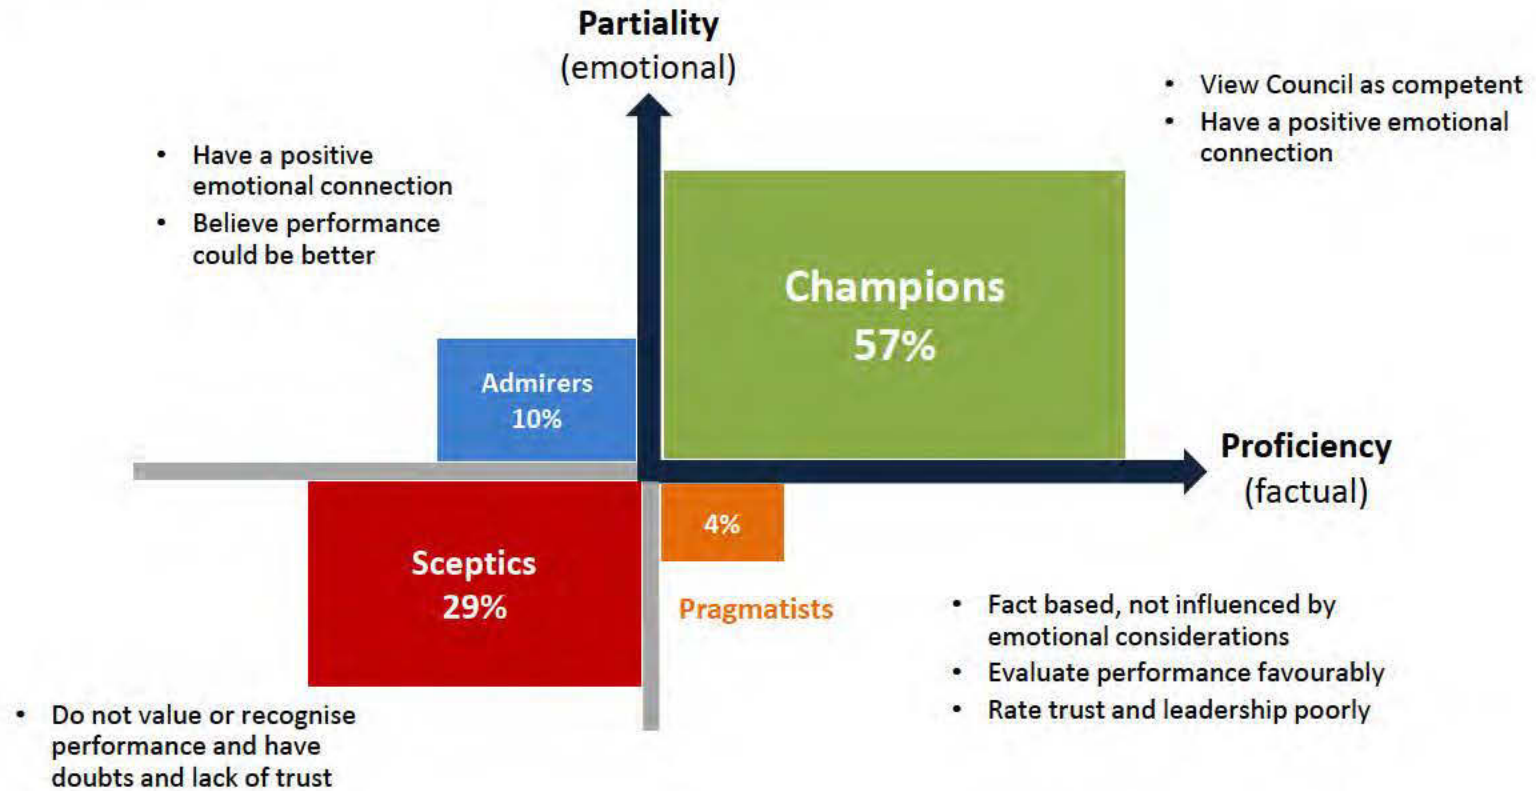 Partiality
(emotional)
• View Council as competent
• Have a positive emotional
connection
• Have a positive
emotional connection
• Believe performance
could be better
Champions
57%
Admirers
10%
Proficiency
(factual)
Sceptics
29%
4%
Pragmatists
• Fact based, not influenced by
emotional considerations
• Evaluate performance favourably
• Rate trust and leadership poorly
• Do not value or recognise
performance and have
doubts and lack of trust